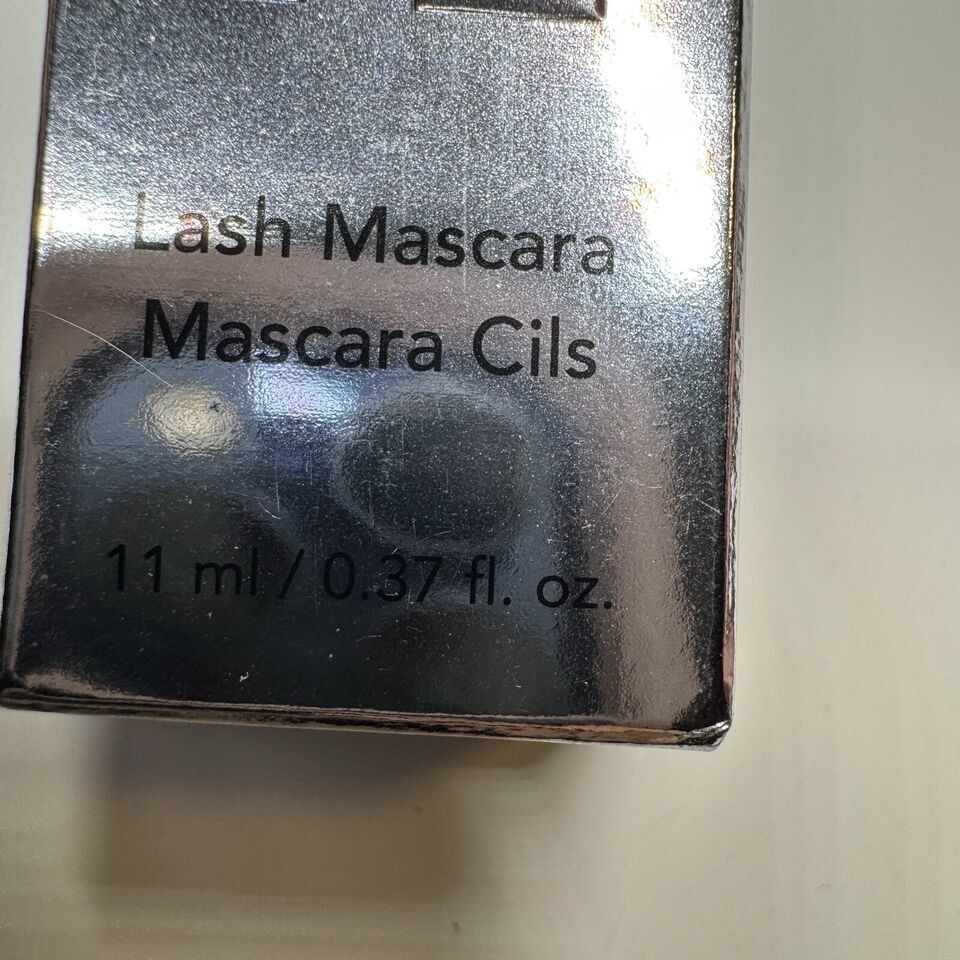 Lash Mascara
Mascara Cils
11 ml / 0.37 fl. oz.